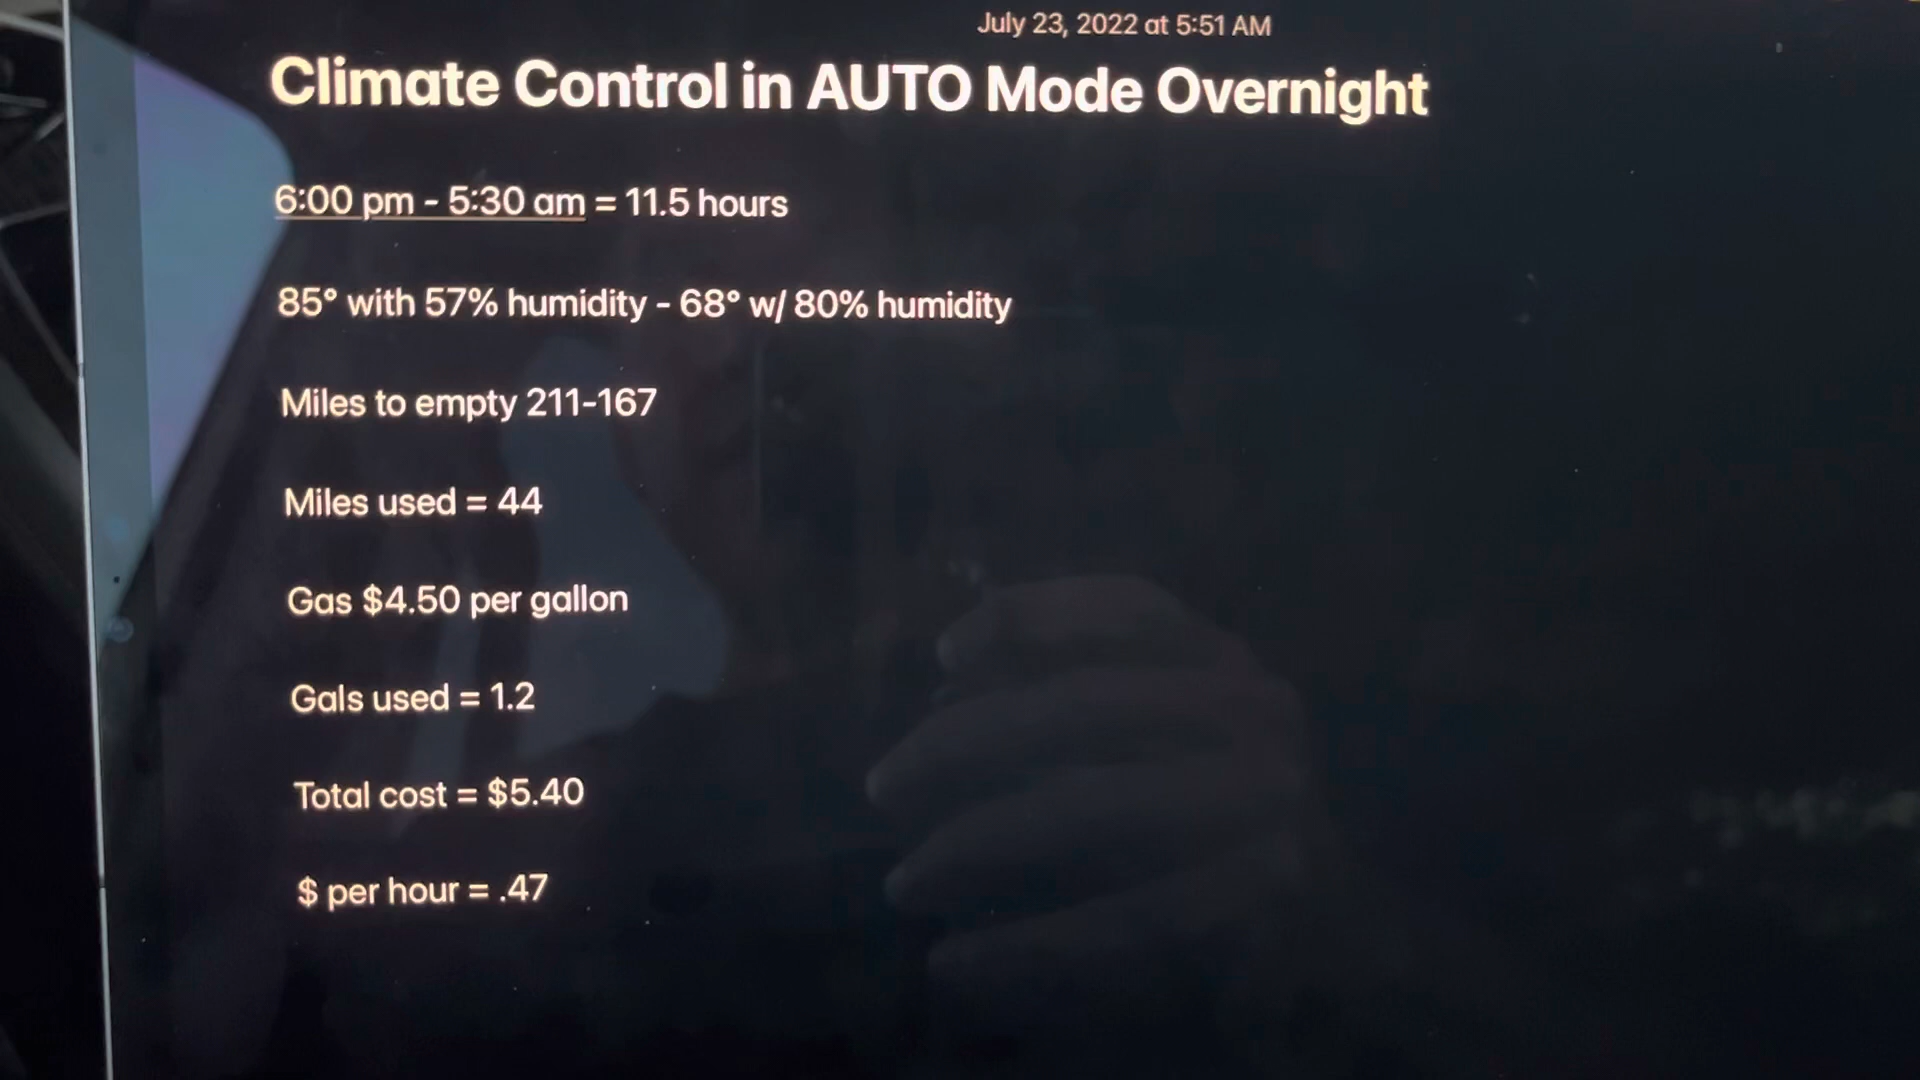 July 23, 2022 at 5:51 AM
Climate Control in AUTO Mode Overnight
6:00 pm - 5:30 am = 11.5 hours
85° with 57% humidity - 68° w/ 80% humidity
Miles to empty 211-167
Miles used = 44
Gas $4.50 per gallon
Gals used = 1.2
Total cost = $5.40
$ per hour = .47